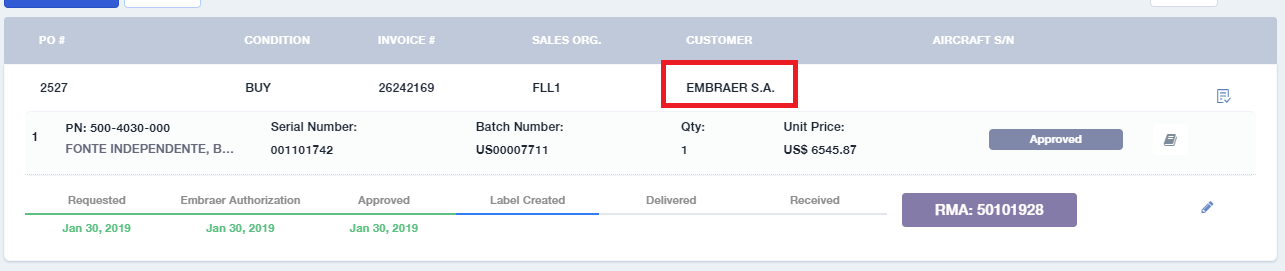 PO # CONDITION INVOICE # SALES ORG. CUSTOMER AIRCRAFT S/N
2527 BUY 26242169 FLL1 EMBRAER S.A.
1 PN: 500-4030-000 Serial Number: Batch Number: Qty: Unit Price: Approved
FONTE INDEPENDENTE, B... 001101742 US00007711 1 US$ 6545.87
Requested Embraer Authorization Approved Label Created Delivered Received RMA: 50101928
Jan 30, 2019 Jan 30, 2019 Jan 30, 2019